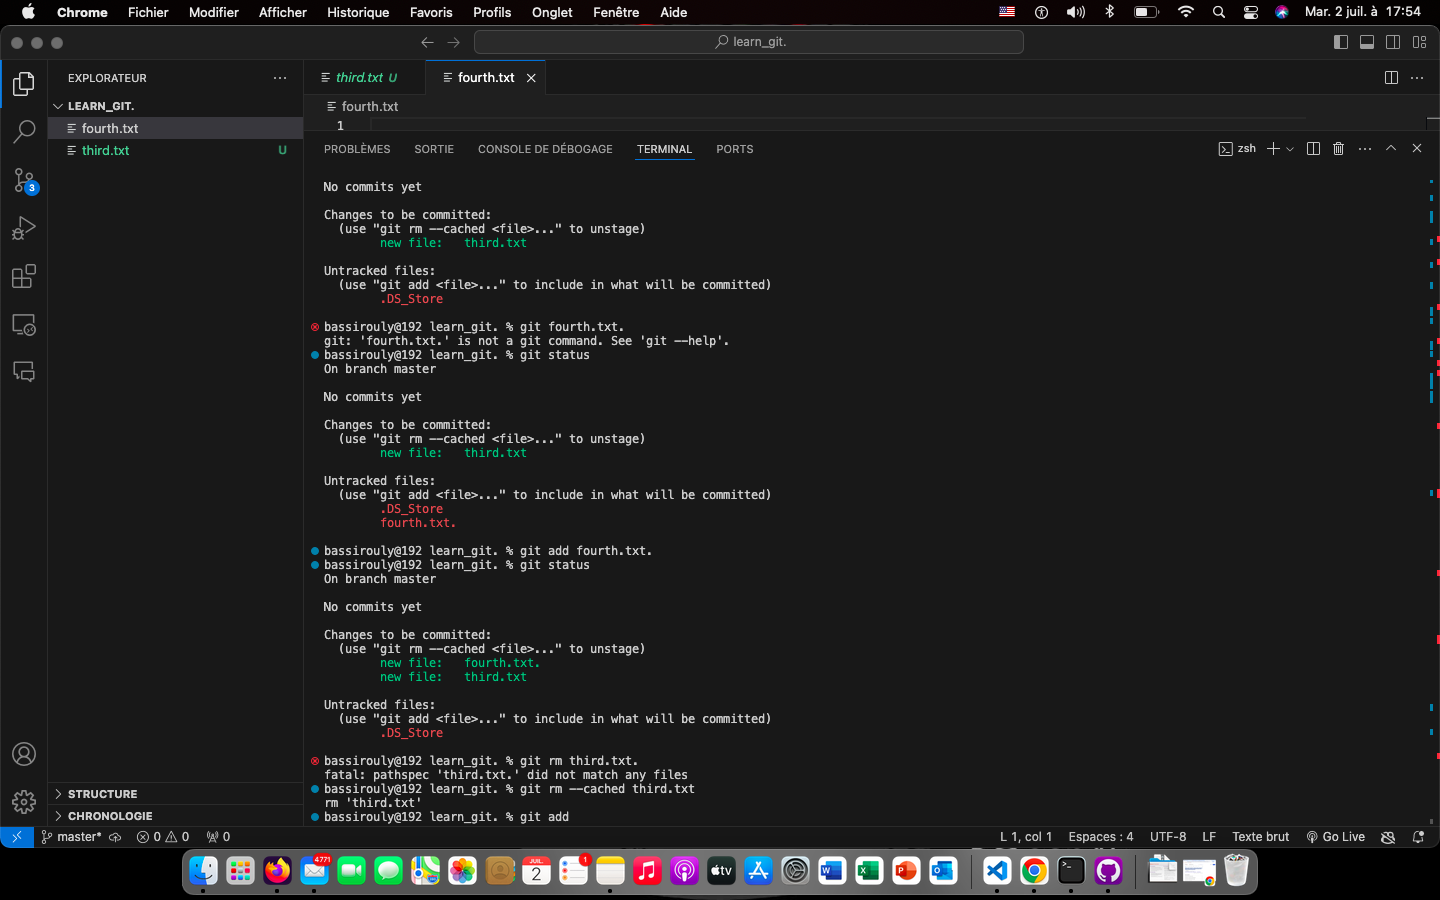 Chrome Fichier Modifier Afficher Historique Favoris Profils Onglet Fenêtre Aide Mar. 2 juil. à 17:54
learn_git.
EXPLORATEUR
LEARN_GIT.
fourth.txt
third.txt U
3
STRUCTURE
CHRONOLOGIE
third.txt U fourth.txt
fourth.txt
1
PROBLÈMES SORTIE CONSOLE DE DÉBOGAGE TERMINAL PORTS zsh
No commits yet
Changes to be committed:
(use "git rm --cached <file>..." to unstage)
new file: third.txt
Untracked files:
(use "git add <file>..." to include in what will be committed)
.DS_Store
bassirouly@192 learn_git. % git fourth.txt.
git: 'fourth.txt.' is not a git command. See 'git --help'.
bassirouly@192 learn_git. % git status
On branch master
No commits yet
Changes to be committed:
(use "git rm --cached <file>..." to unstage)
new file: third.txt
Untracked files:
(use "git add <file>..." to include in what will be committed)
.DS_Store
fourth.txt.
bassirouly@192 learn_git. % git add fourth.txt.
bassirouly@192 learn_git. % git status
On branch master
No commits yet
Changes to be committed:
(use "git rm --cached <file>..." to unstage)
new file: fourth.txt.
new file: third.txt
Untracked files:
(use "git add <file>..." to include in what will be committed)
.DS_Store
bassirouly@192 learn_git. % git rm third.txt.
fatal: pathspec 'third.txt.' did not match any files
bassirouly@192 learn_git. % git rm --cached third.txt
rm 'third.txt'
bassirouly@192 learn_git. % git add
master* 0 0 0 L 1, col 1 Espaces : 4 UTF-8 LF Texte brut Go Live
4771 JUIL. 2 1 tv W X P O